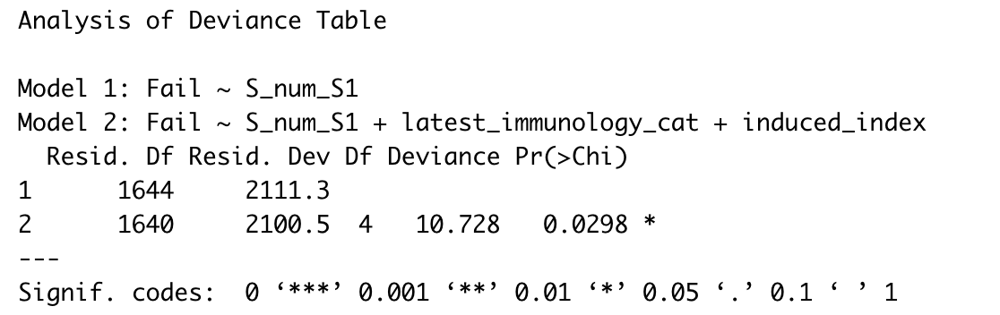 Analysis of Deviance Table

Model 1: Fail ~ S_num_S1
Model 2: Fail ~ S_num_S1 + latest_immunology_cat + induced_index
  Resid. Df Resid. Dev Df Deviance Pr(>Chi)
1      1644     2111.3
2      1640     2100.5  4   10.728   0.0298 *
---
Signif. codes:  0 ‘***’ 0.001 ‘**’ 0.01 ‘*’ 0.05 ‘.’ 0.1 ‘ ’ 1